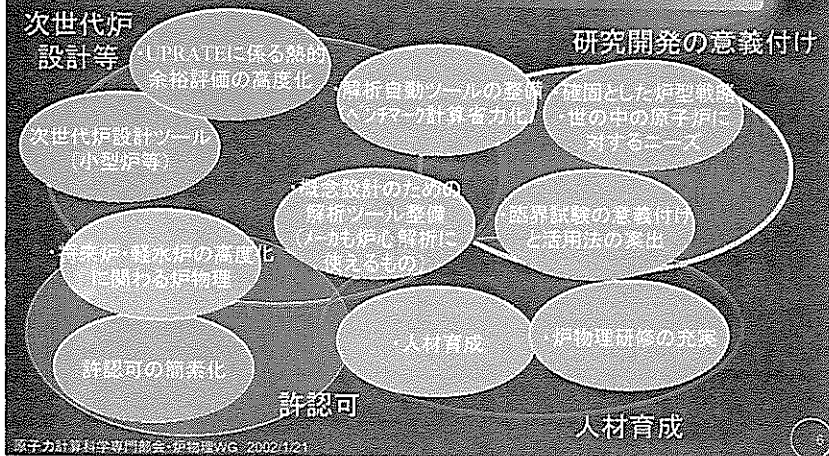 次世代炉
設計等
・UPRATEに係る熱的
余裕評価の高度化
次世代炉設計ツール
(小型炉等)
・解析自動ツールの整備
(ベンチマーク計算省力化)
研究開発の意義付け
・確固とした炉型戦略
・世の中の原子炉に
対するニーズ
・概念設計のための
解析ツール整備
(メーカも炉心解析に
使えるもの)
・臨界試験の意義付け
と活用法の案出
・将来炉・軽水炉の高度化
に関わる炉物理
許認可の簡素化
許認可
・人材育成
・炉物理研修の充実
人材育成
原子力計算科学専門部会・炉物理WG 2002/1/21
6